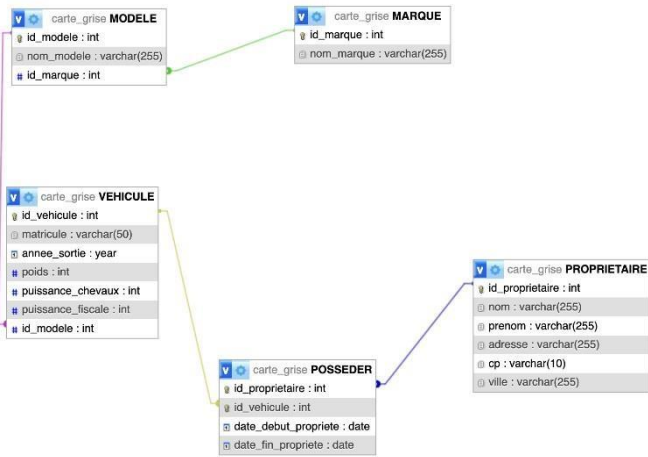 v carte_grise MODELE
id_modele : int
nom_modele : varchar(255)
# id_marque : int
v carte_grise MARQUE
id_marque : int
nom_marque : varchar(255)
v carte_grise VEHICULE
id_vehicule : int
matricule : varchar(50)
annee_sortie : year
# poids : int
# puissance_chevaux : int
# puissance_fiscale : int
# id_modele : int
v carte_grise POSSEDER
id_proprietaire : int
id_vehicule : int
date_debut_propriete : date
date_fin_propriete : date
v carte_grise PROPRIETAIRE
id_proprietaire : int
nom : varchar(255)
prenom : varchar(255)
adresse : varchar(255)
cp : varchar(10)
ville : varchar(255)